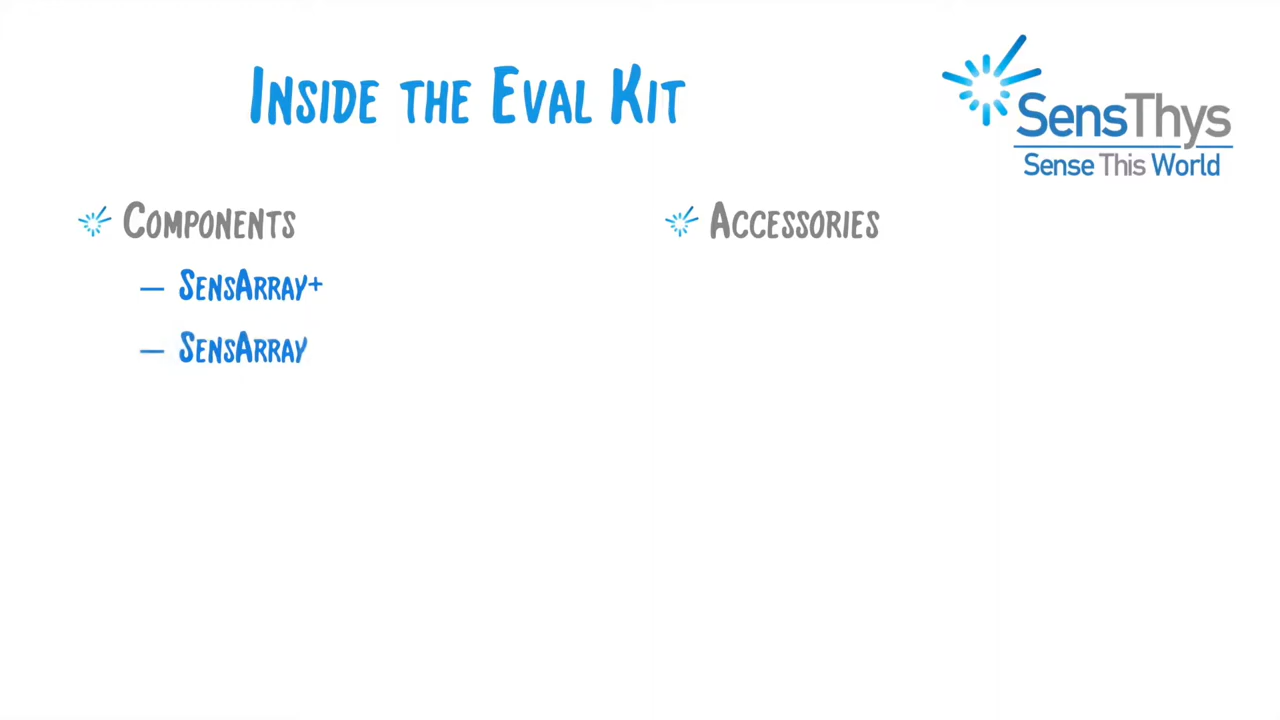 Inside the Eval Kit
SensThys
Sense This World
Components
— SensArray+
— SensArray
Accessories